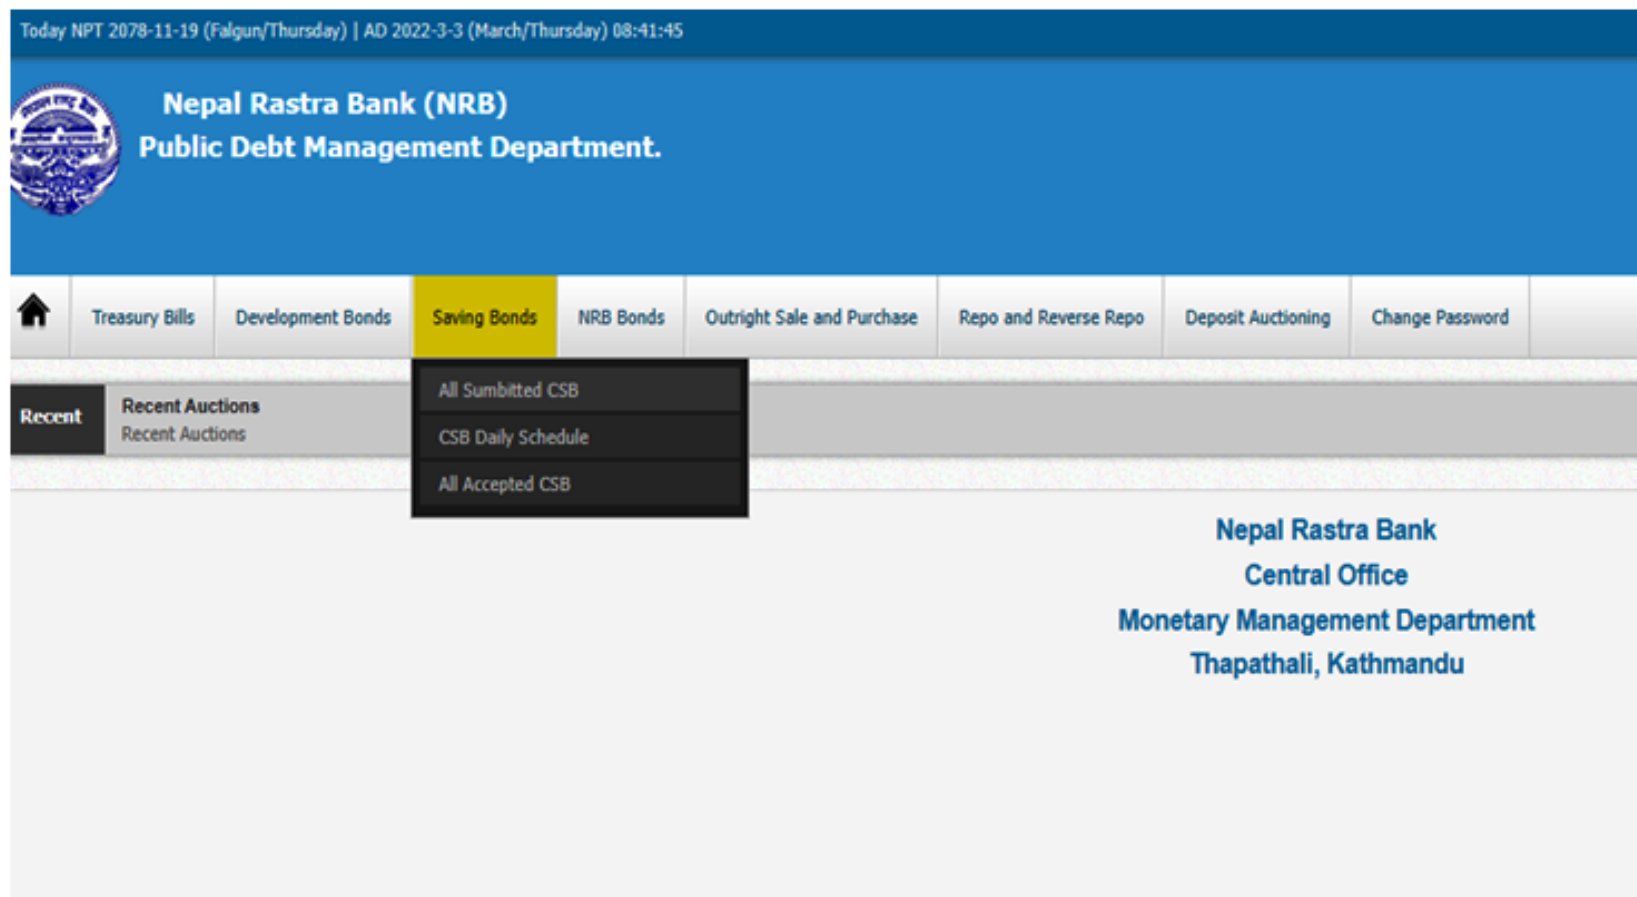 Today NPT 2078-11-19 (Falgun/Thursday) | AD 2022-3-3 (March/Thursday) 08:41:45
Nepal Rastra Bank (NRB)
Public Debt Management Department.
Treasury Bills
Development Bonds
Saving Bonds
NRB Bonds
Outright Sale and Purchase
Repo and Reverse Repo
Deposit Auctioning
Change Password
All Sumbitted CSB
CSB Daily Schedule
All Accepted CSB
Recent
Recent Auctions
Recent Auctions
Nepal Rastra Bank
Central Office
Monetary Management Department
Thapathali, Kathmandu